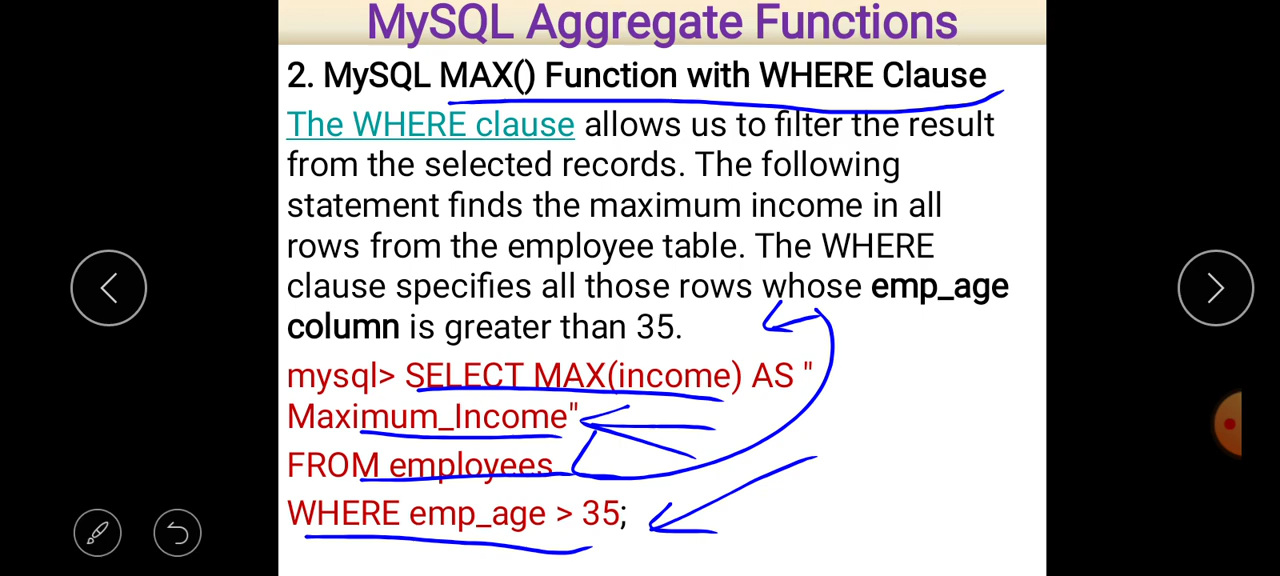 MySQL Aggregate Functions
2. MySQL MAX() Function with WHERE Clause
The WHERE clause allows us to filter the result
from the selected records. The following
statement finds the maximum income in all
rows from the employee table. The WHERE
clause specifies all those rows whose emp_age
column is greater than 35.
mysql> SELECT MAX(income) AS "
Maximum_Income"
FROM employees
WHERE emp_age > 35;